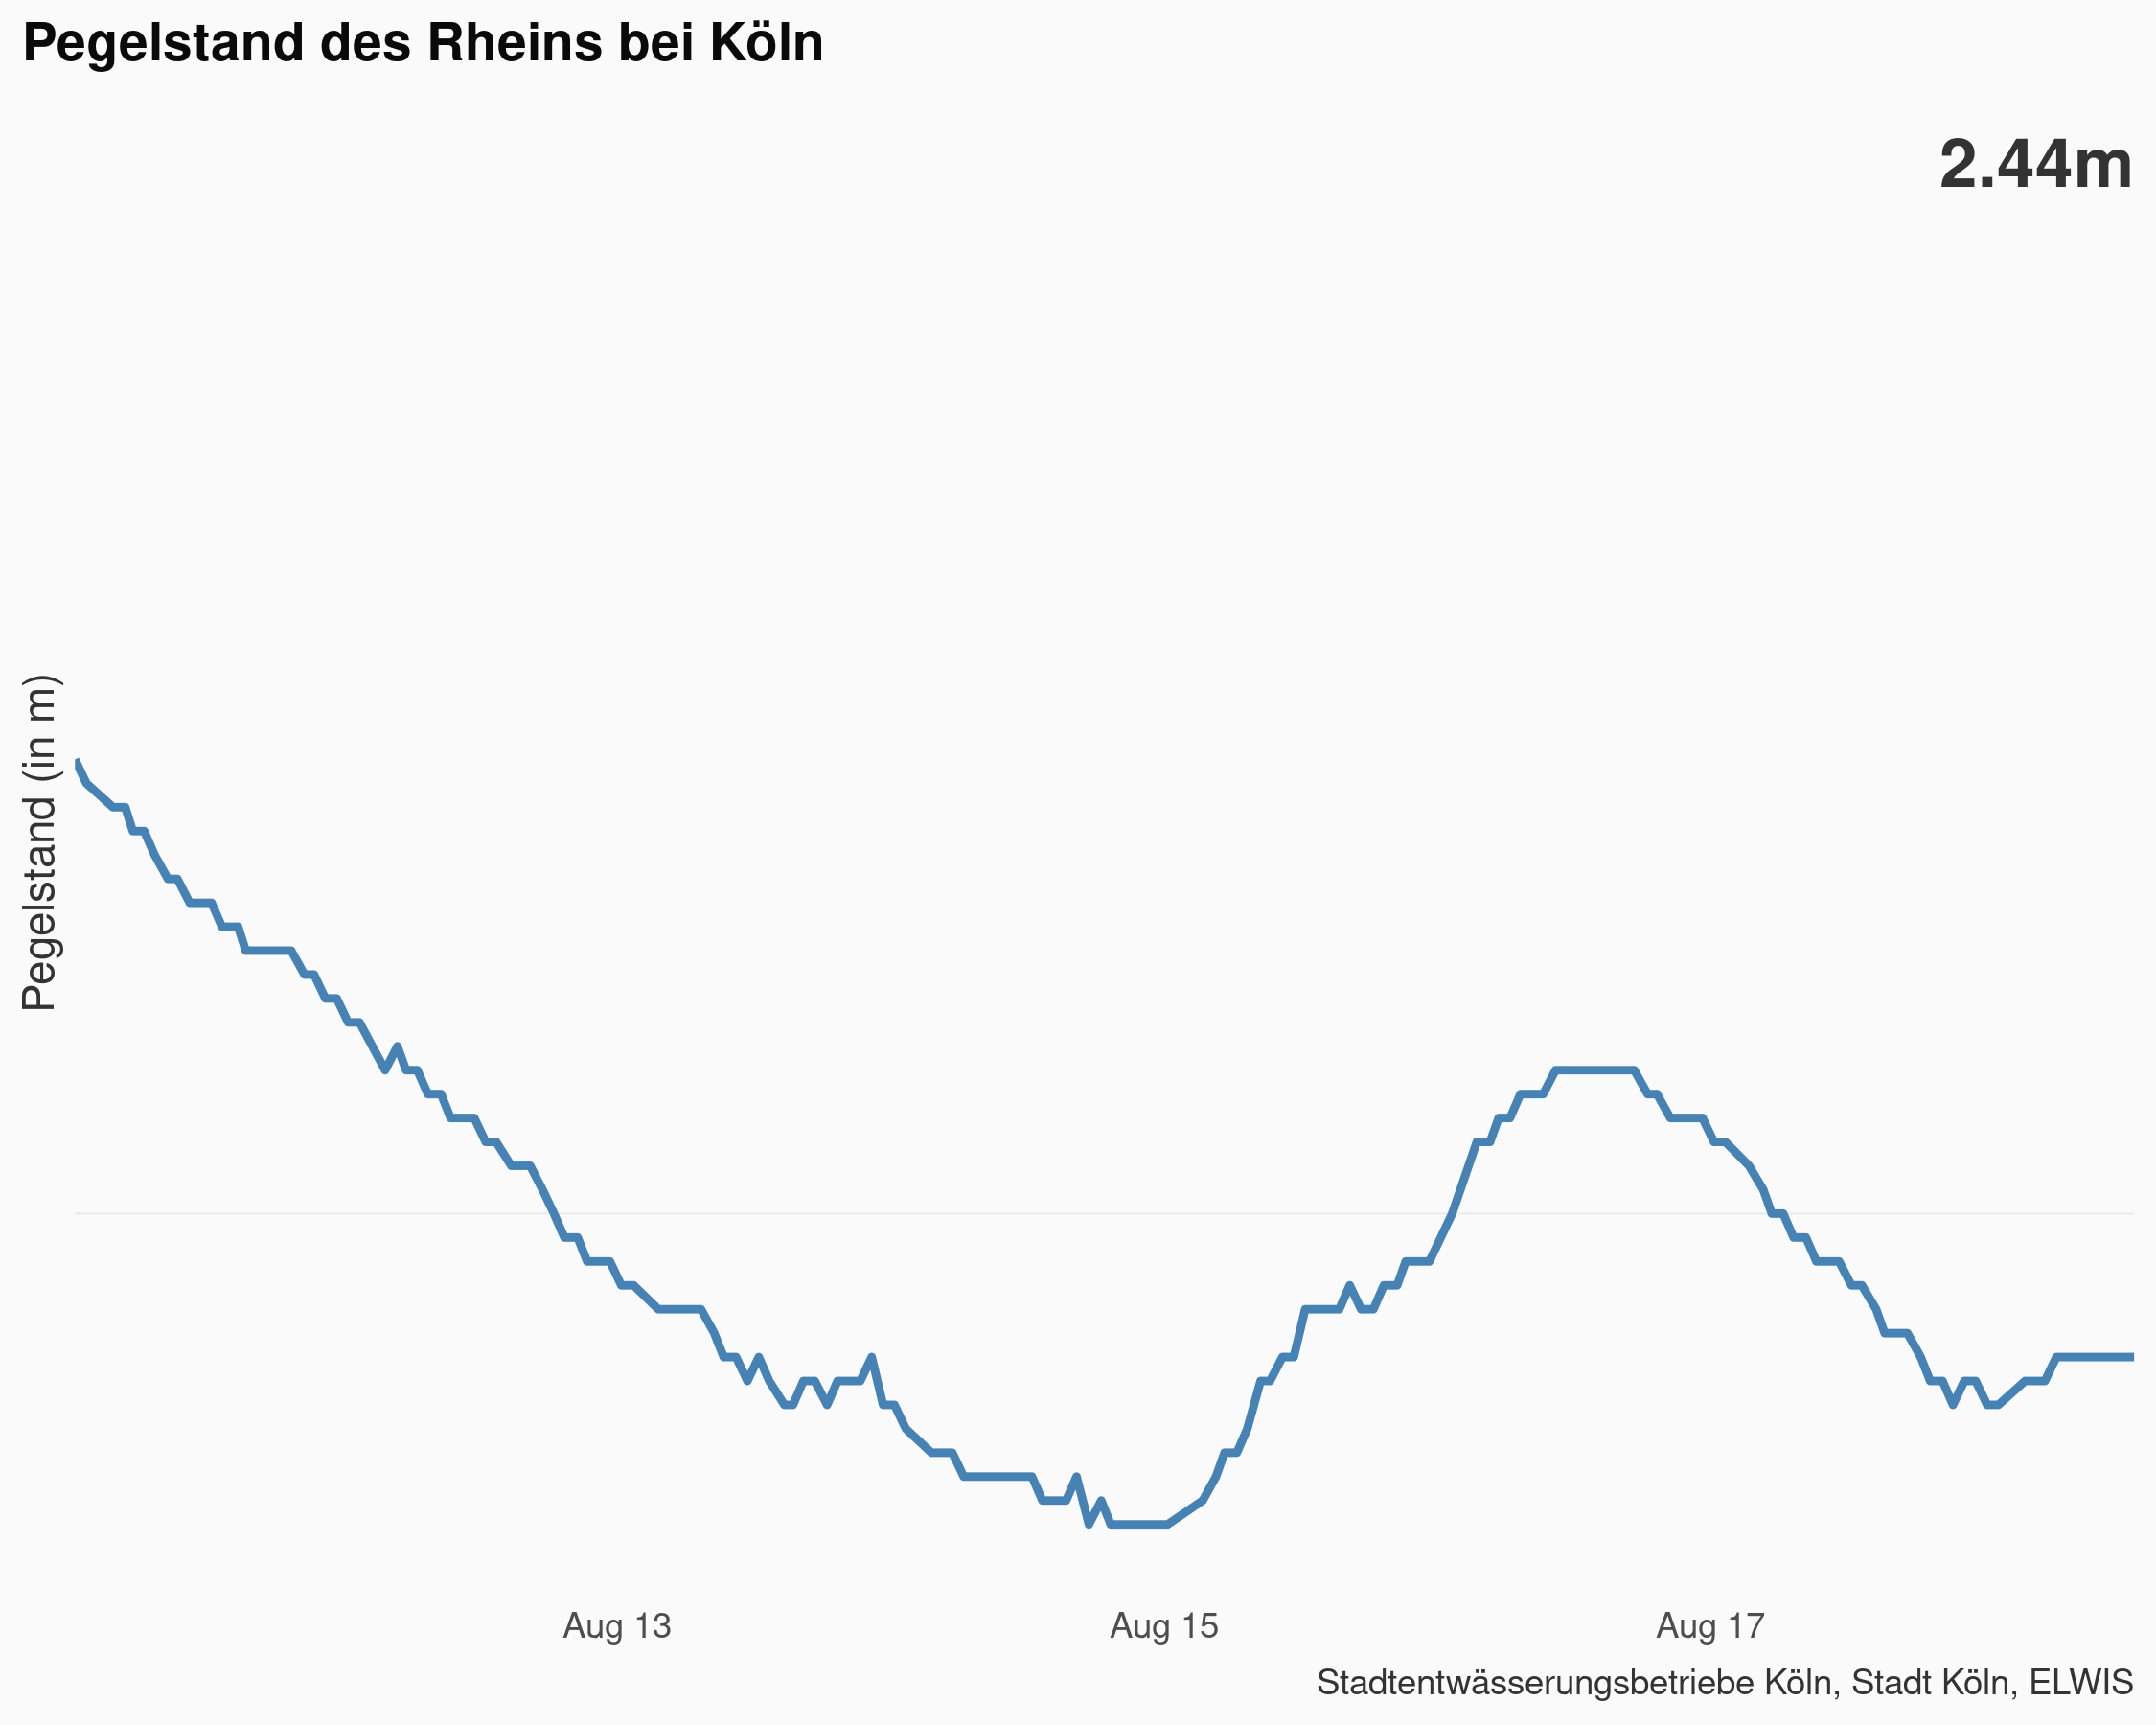 Pegelstand des Rheins bei Köln
2.44m
Pegelstand (in m)
Aug 13
Aug 15
Aug 17
Stadtentwässerungsbetriebe Köln, Stadt Köln, ELWIS